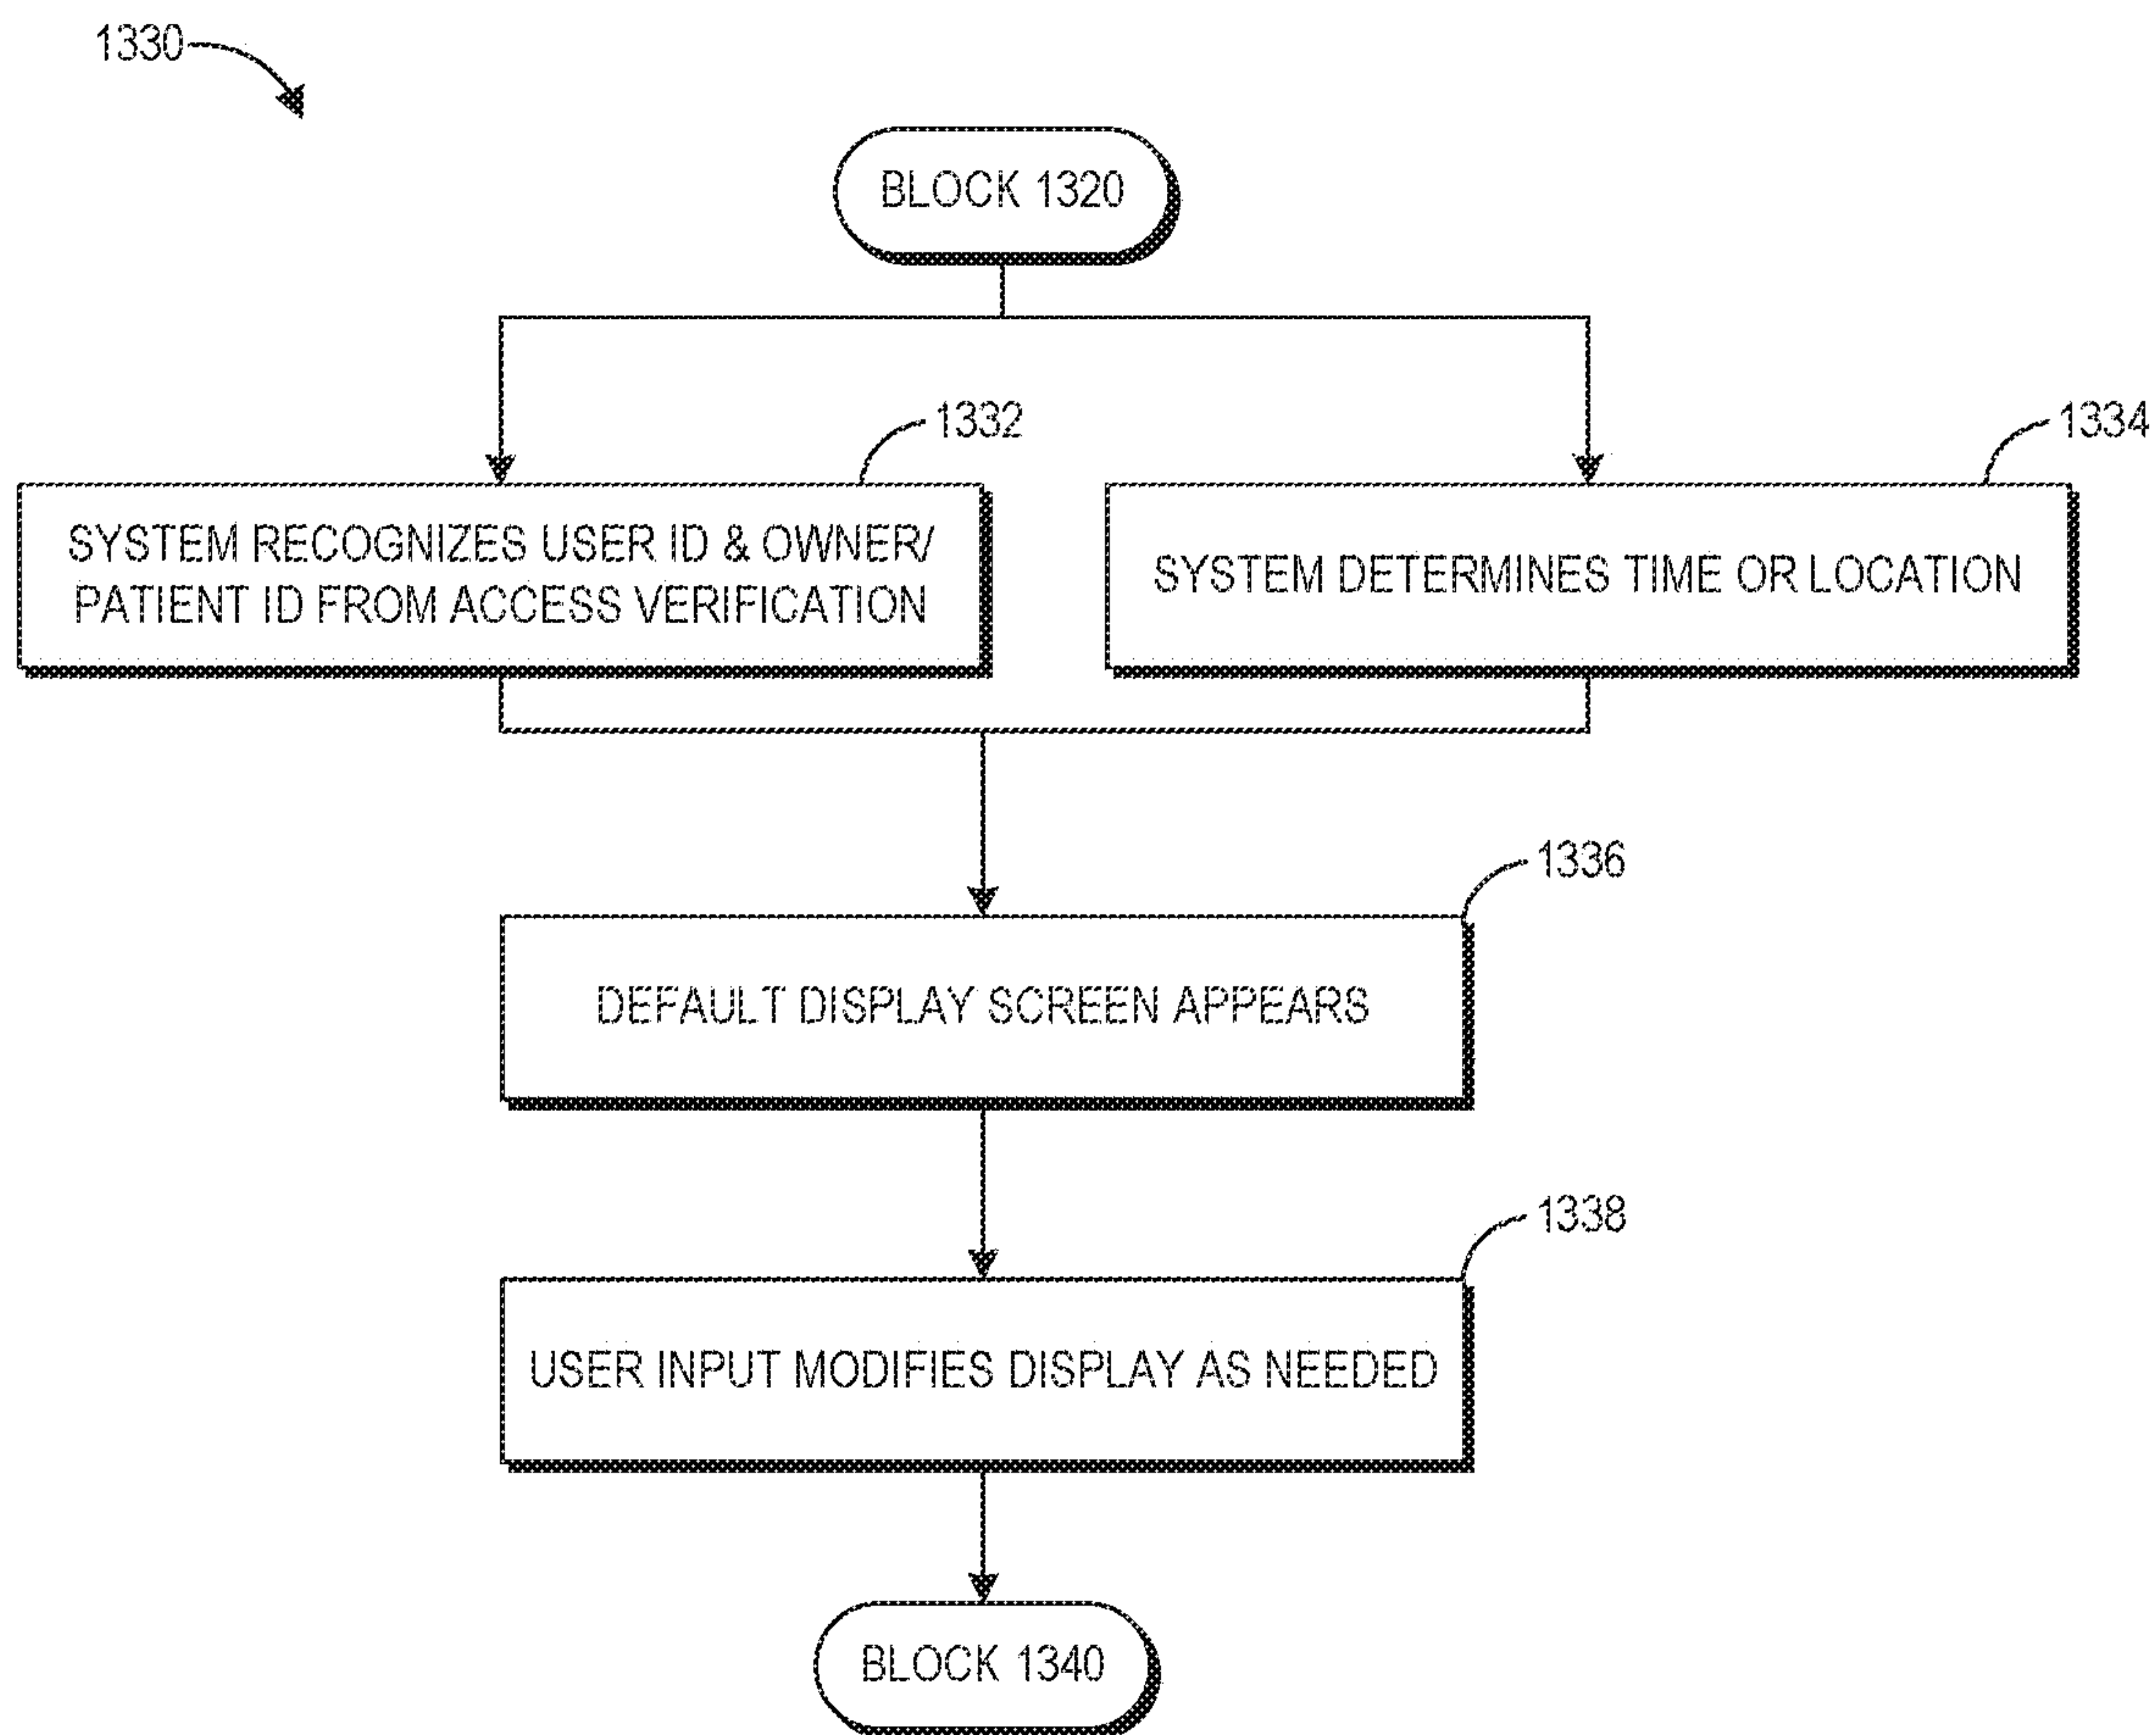 1330
BLOCK 1320
1332
1334
SYSTEM RECOGNIZES USER ID & OWNER/
PATIENT ID FROM ACCESS VERIFICATION
SYSTEM DETERMINES TIME OR LOCATION
1336
DEFAULT DISPLAY SCREEN APPEARS
1338
USER INPUT MODIFIES DISPLAY AS NEEDED
BLOCK 1340